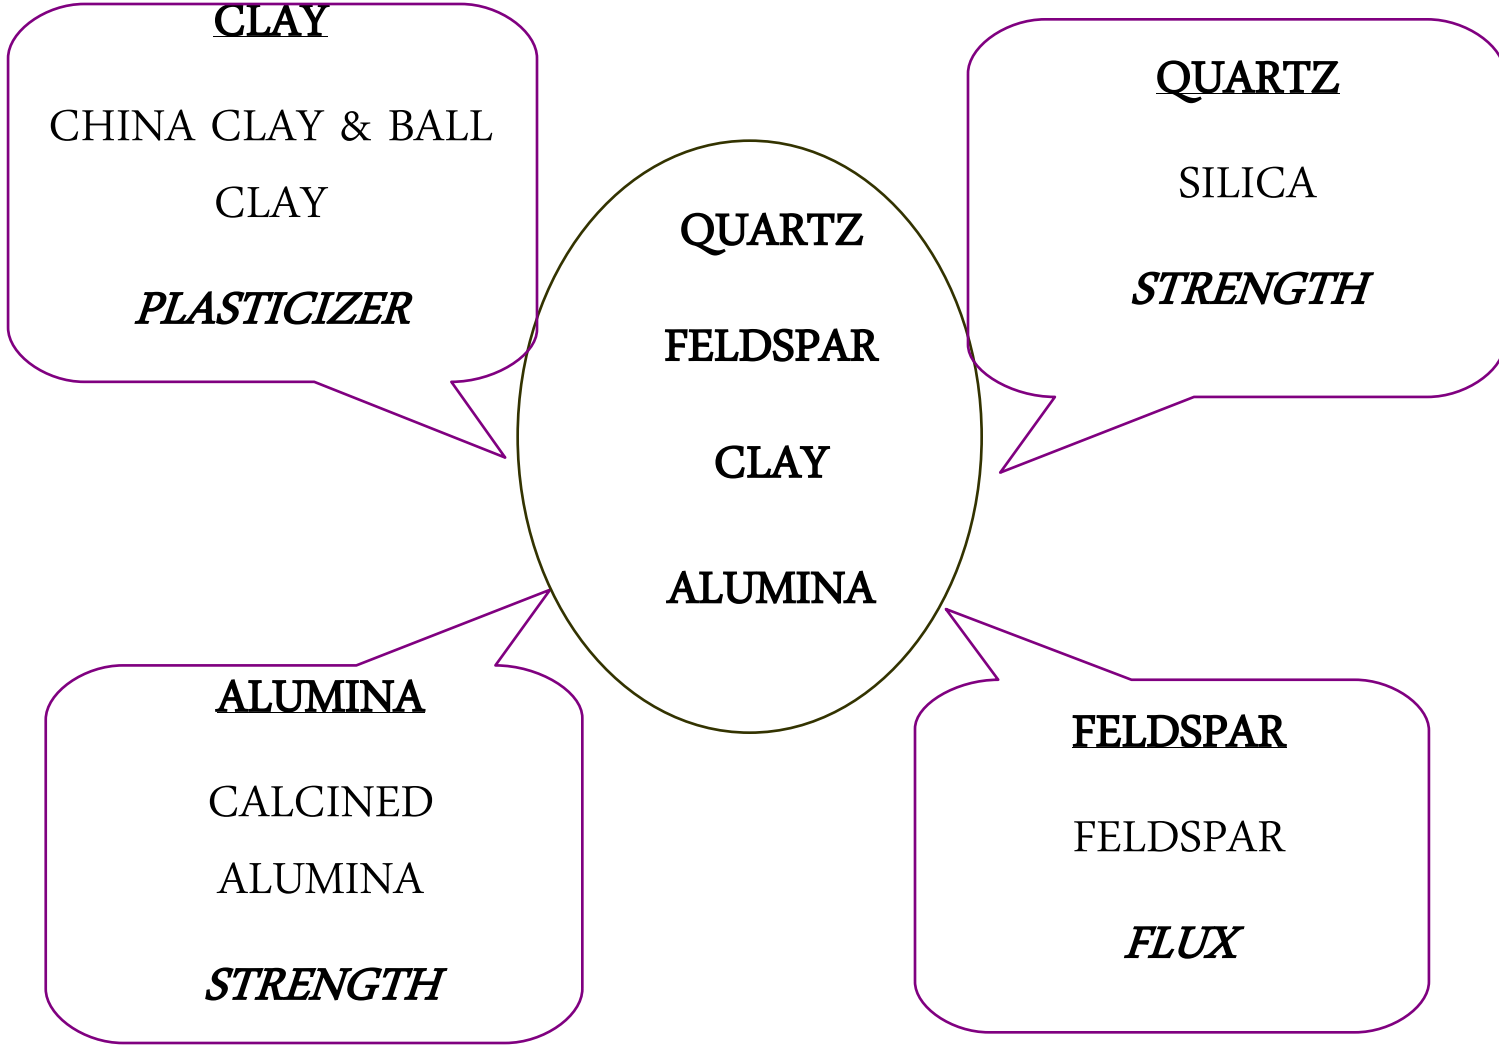 CLAY
CHINA CLAY & BALL
CLAY
PLASTICIZER
QUARTZ
SILICA
STRENGTH
QUARTZ
FELDSPAR
CLAY
ALUMINA
ALUMINA
CALCINED
ALUMINA
STRENGTH
FELDSPAR
FELDSPAR
FLUX